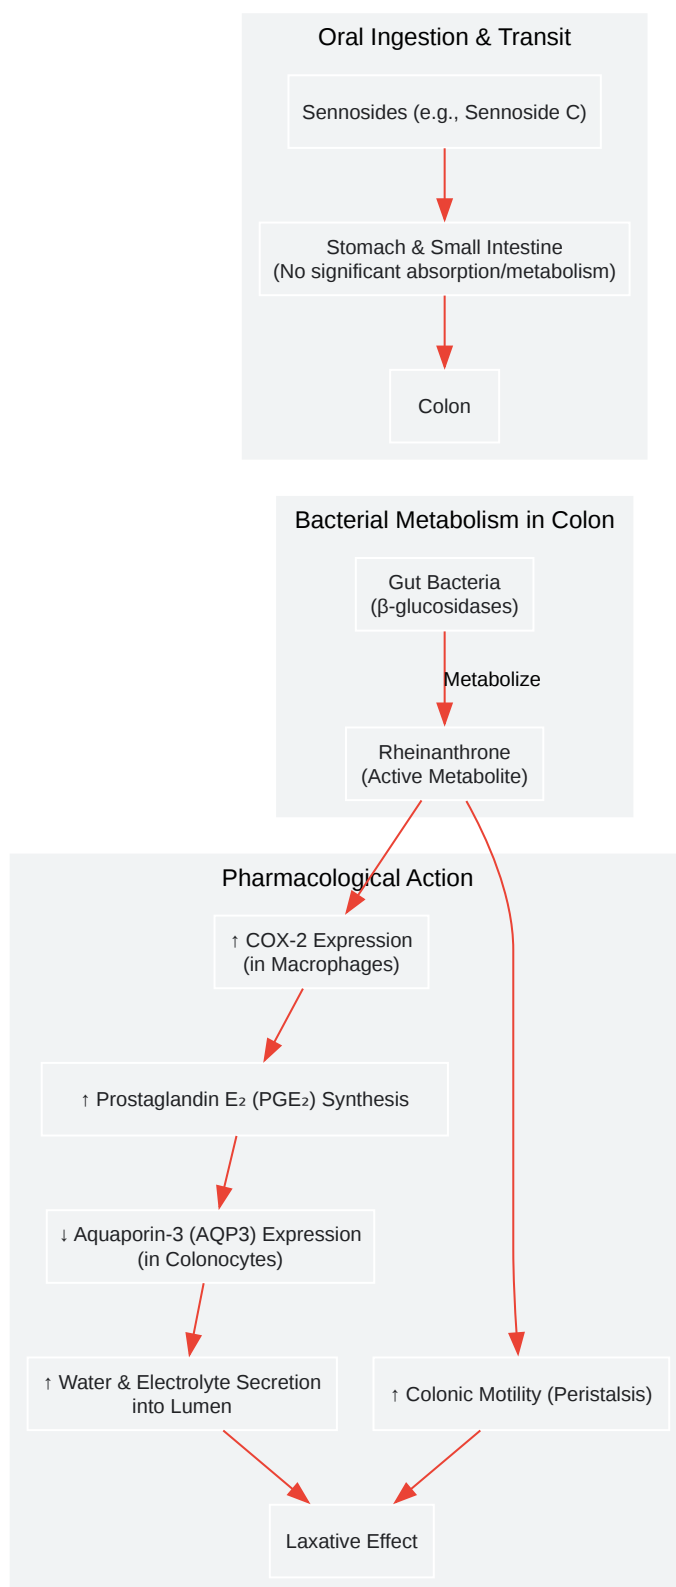 Oral Ingestion & Transit
Sennosides (e.g., Sennoside C)
Stomach & Small Intestine
(No significant absorption/metabolism)
Colon
Bacterial Metabolism in Colon
Gut Bacteria
(β-glucosidases)
Metabolize
Rheinanthrone
(Active Metabolite)
Pharmacological Action
↑ COX-2 Expression
(in Macrophages)
↑ Prostaglandin E₂ (PGE₂) Synthesis
↓ Aquaporin-3 (AQP3) Expression
(in Colonocytes)
↑ Water & Electrolyte Secretion
into Lumen
↑ Colonic Motility (Peristalsis)
Laxative Effect